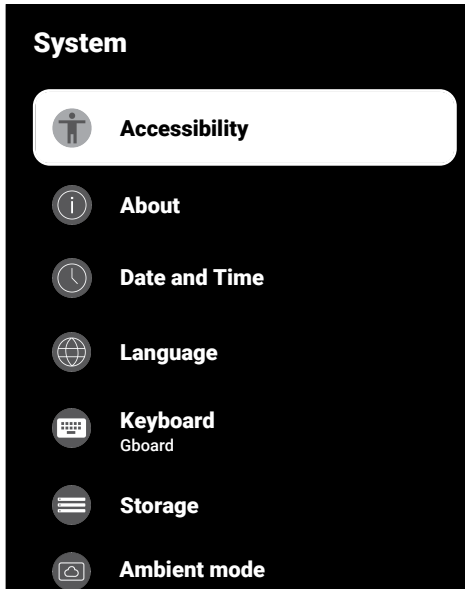 System
Accessibility
About
Date and Time
Language
Keyboard
Gboard
Storage
Ambient mode